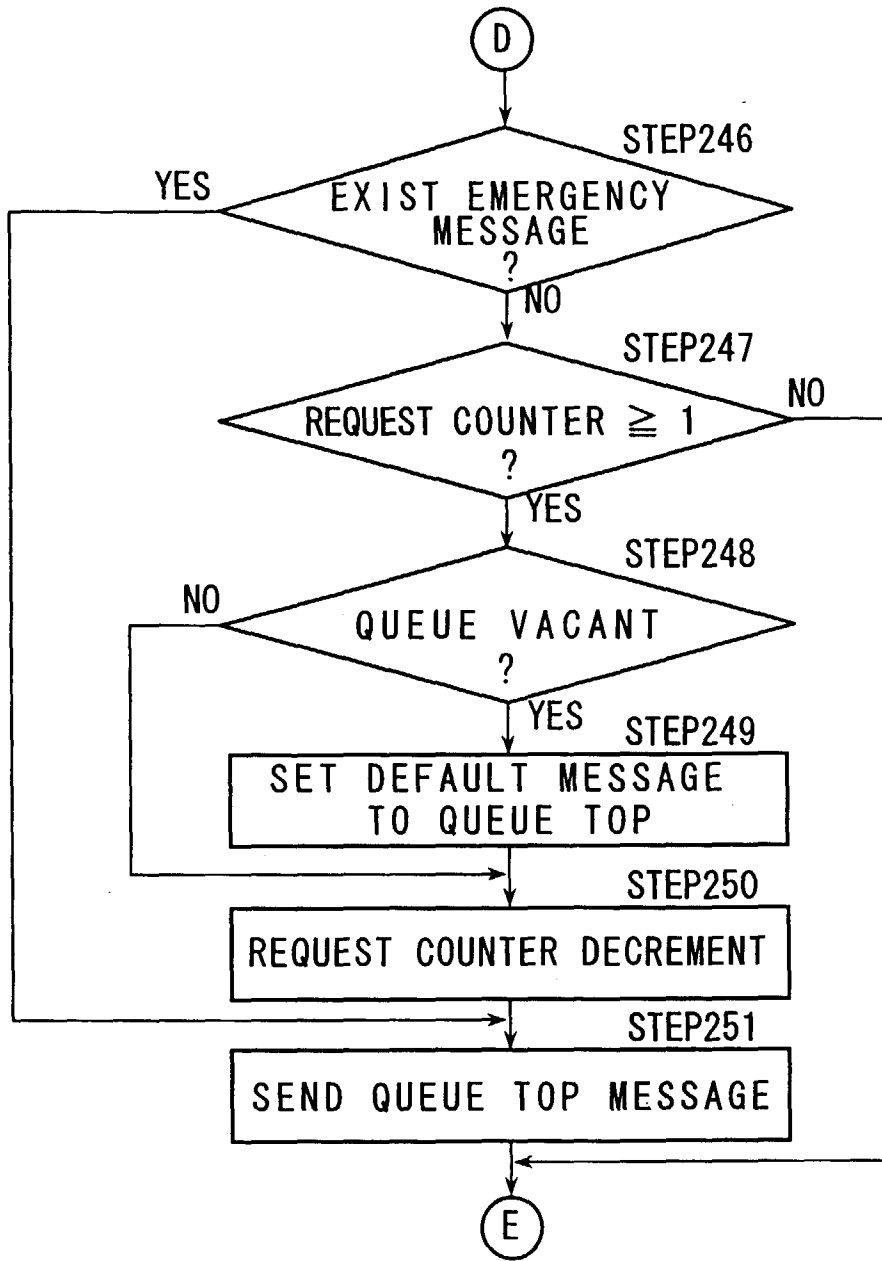 D
STEP246
YES
EXIST EMERGENCY
MESSAGE
?
NO
STEP247
NO
REQUEST COUNTER ≧ 1
?
YES
STEP248
NO
QUEUE VACANT
?
YES
STEP249
SET DEFAULT MESSAGE
TO QUEUE TOP
STEP250
REQUEST COUNTER DECREMENT
STEP251
SEND QUEUE TOP MESSAGE
E